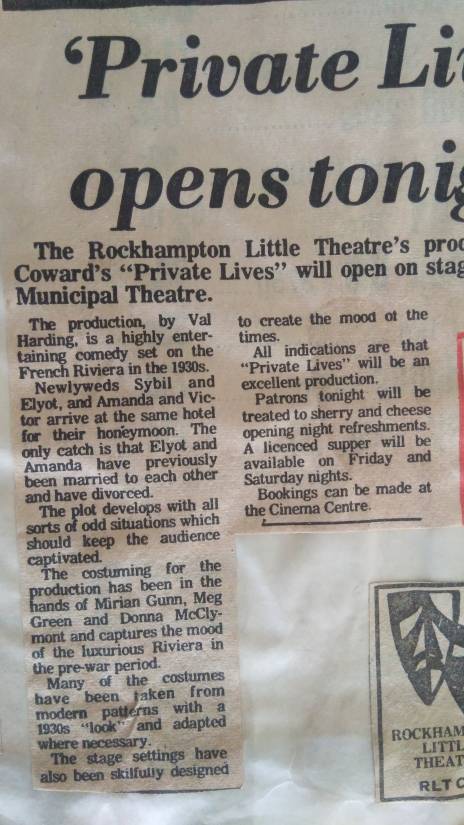 'Private Li
opens tonig
The Rockhampton Little Theatre's prod
Coward's "Private Lives" will open on stag
Municipal Theatre.
The production, by Val
Harding, is a highly enter-
taining comedy set on the
French Riviera in the 1930s.
Newlyweds Sybil and
Elyot, and Amanda and Vic-
tor arrive at the same hotel
for their honeymoon. The
only catch is that Elyot and
Amanda have previously
been married to each other
and have divorced.
The plot develops with all
sorts of odd situations which
should keep the audience
captivated.
The costuming for the
production has been in the
hands of Mirian Gunn, Meg
Green and Donna McCly-
mont and captures the mood
of the luxurious Riviera in
the pre-war period.
Many of the costumes
have been taken from
modern patterns with a
1930s "look" and adapted
where necessary.
The stage settings have
also been skilfully designed
to create the mood of the
times.
All indications are that
"Private Lives" will be an
excellent production.
Patrons tonight will be
treated to sherry and cheese
opening night refreshments.
A licenced supper will be
available on Friday and
Saturday nights.
Bookings can be made at
the Cinema Centre.
ROCKHAM
LITTL
THEAT
RLT C